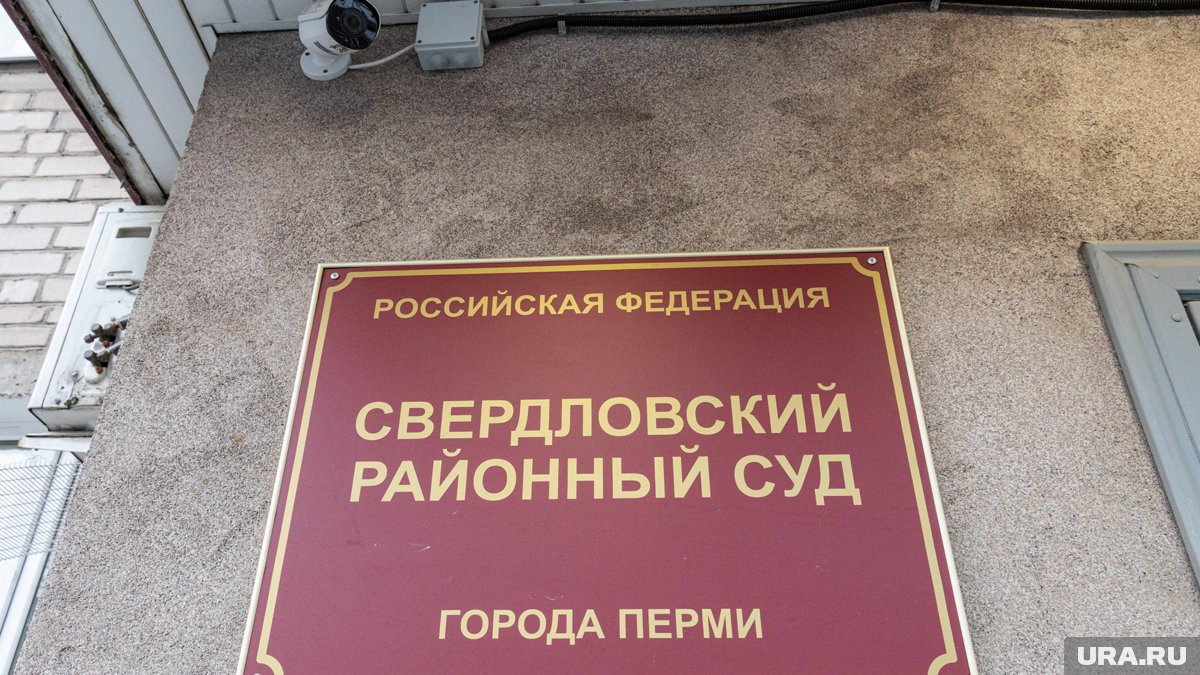 РОССИЙСКАЯ ФЕДЕРАЦИЯ
СВЕРДЛОВСКИЙ
РАЙОННЫЙ СУД
ГОРОДА ПЕРМИ
URA.RU